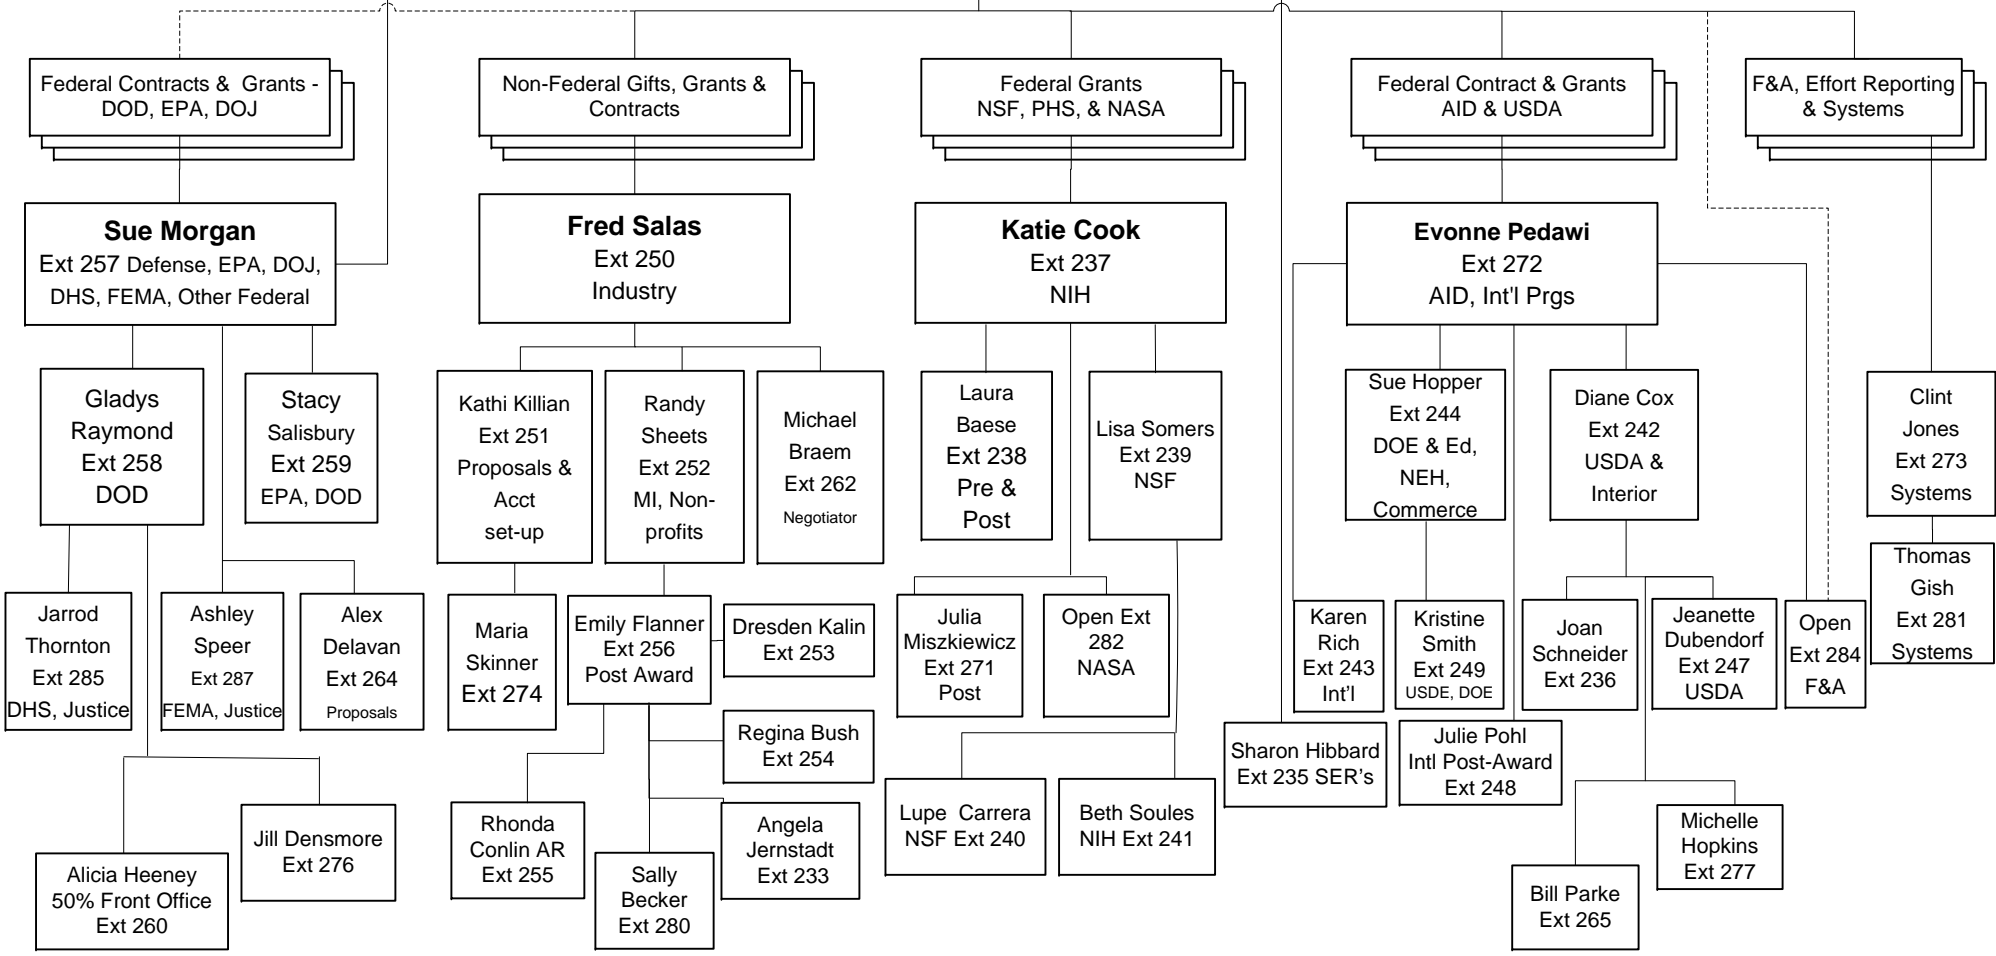 Federal Contracts & Grants -
DOD, EPA, DOJ
Non-Federal Gifts, Grants &
Contracts
Federal Grants
NSF, PHS, & NASA
Federal Contract & Grants
AID & USDA
F&A, Effort Reporting
& Systems
Sue Morgan
Ext 257 Defense, EPA, DOJ,
DHS, FEMA, Other Federal
Fred Salas
Ext 250
Industry
Katie Cook
Ext 237
NIH
Evonne Pedawi
Ext 272
AID, Int'l Prgs
Gladys
Raymond
Ext 258
DOD
Stacy
Salisbury
Ext 259
EPA, DOD
Kathi Killian
Ext 251
Proposals &
Acct
set-up
Randy
Sheets
Ext 252
MI, Non-
profits
Michael
Braem
Ext 262
Negotiator
Laura
Baese
Ext 238
Pre &
Post
Lisa Somers
Ext 239
NSF
Sue Hopper
Ext 244
DOE & Ed,
NEH,
Commerce
Diane Cox
Ext 242
USDA &
Interior
Clint
Jones
Ext 273
Systems
Thomas
Gish
Ext 281
Systems
Jarrod
Thornton
Ext 285
DHS, Justice
Ashley
Speer
Ext 287
FEMA, Justice
Alex
Delavan
Ext 264
Proposals
Maria
Skinner
Ext 274
Emily Flanner
Ext 256
Post Award
Dresden Kalin
Ext 253
Julia
Miszkiewicz
Ext 271
Post
Open Ext
282
NASA
Karen
Rich
Ext 243
Int'l
Kristine
Smith
Ext 249
USDE, DOE
Joan
Schneider
Ext 236
Jeanette
Dubendorf
Ext 247
USDA
Open
Ext 284
F&A
Regina Bush
Ext 254
Sharon Hibbard
Ext 235 SER's
Julie Pohl
Intl Post-Award
Ext 248
Alicia Heeney
50% Front Office
Ext 260
Jill Densmore
Ext 276
Rhonda
Conlin AR
Ext 255
Sally
Becker
Ext 280
Angela
Jernstadt
Ext 233
Lupe Carrera
NSF Ext 240
Beth Soules
NIH Ext 241
Bill Parke
Ext 265
Michelle
Hopkins
Ext 277